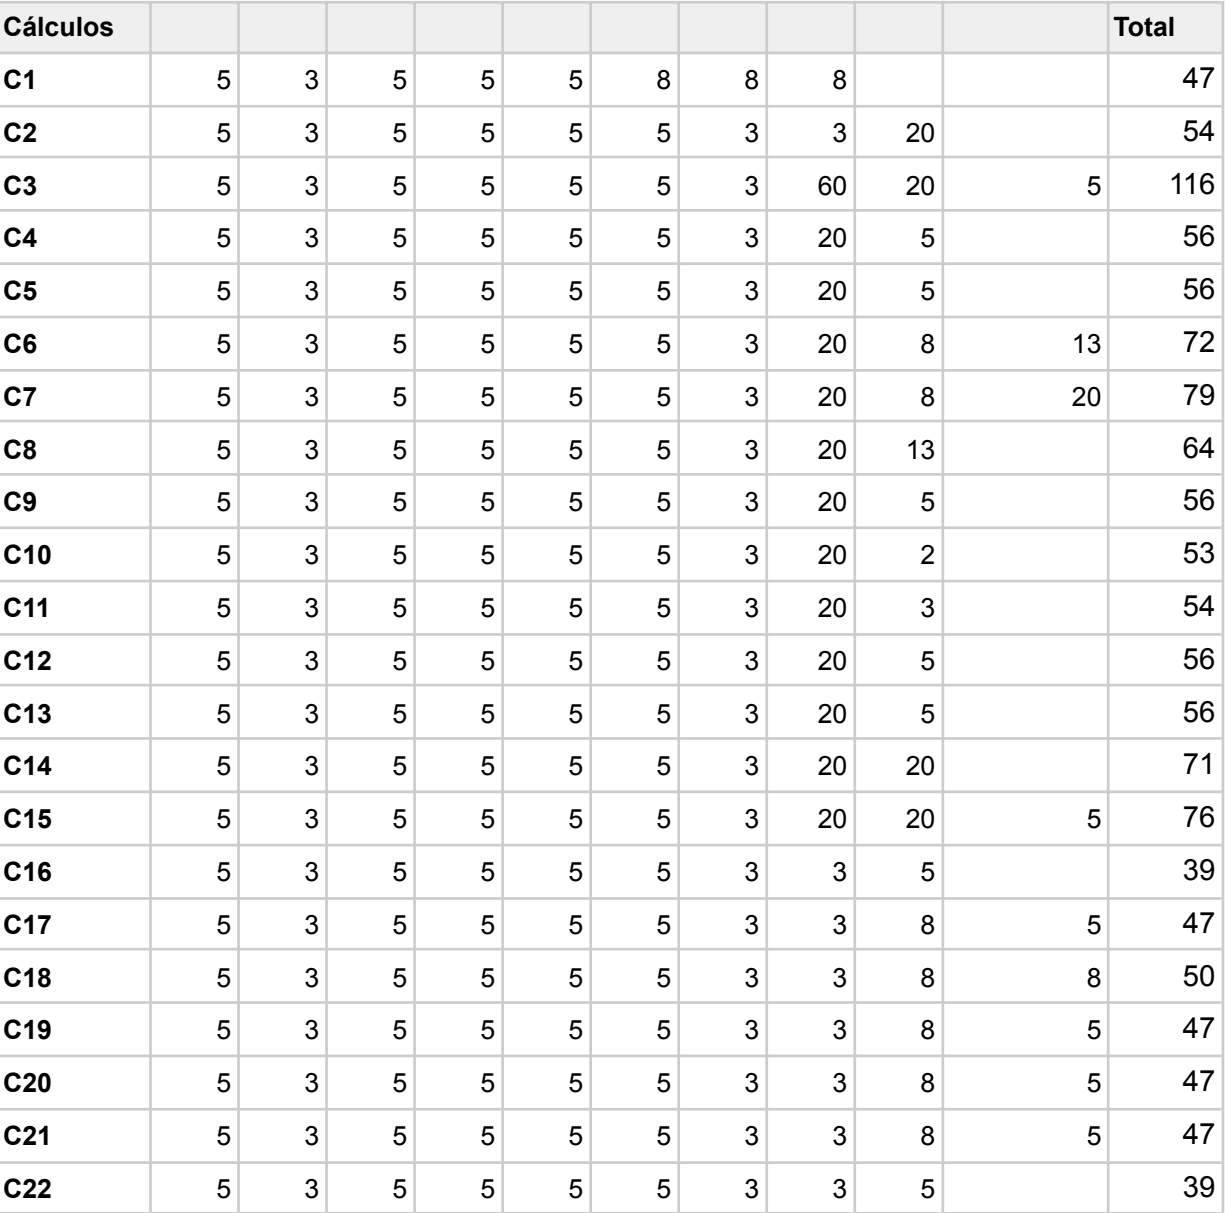 Cálculos Total
C1 5 3 5 5 5 8 8 8 47
C2 5 3 5 5 5 5 3 3 20 54
C3 5 3 5 5 5 5 3 60 20 5 116
C4 5 3 5 5 5 5 3 20 5 56
C5 5 3 5 5 5 5 3 20 5 56
C6 5 3 5 5 5 5 3 20 8 13 72
C7 5 3 5 5 5 5 3 20 8 20 79
C8 5 3 5 5 5 5 3 20 13 64
C9 5 3 5 5 5 5 3 20 5 56
C10 5 3 5 5 5 5 3 20 2 53
C11 5 3 5 5 5 5 3 20 3 54
C12 5 3 5 5 5 5 3 20 5 56
C13 5 3 5 5 5 5 3 20 5 56
C14 5 3 5 5 5 5 3 20 20 71
C15 5 3 5 5 5 5 3 20 20 5 76
C16 5 3 5 5 5 5 3 3 5 39
C17 5 3 5 5 5 5 3 3 8 5 47
C18 5 3 5 5 5 5 3 3 8 8 50
C19 5 3 5 5 5 5 3 3 8 5 47
C20 5 3 5 5 5 5 3 3 8 5 47
C21 5 3 5 5 5 5 3 3 8 5 47
C22 5 3 5 5 5 5 3 3 5 39